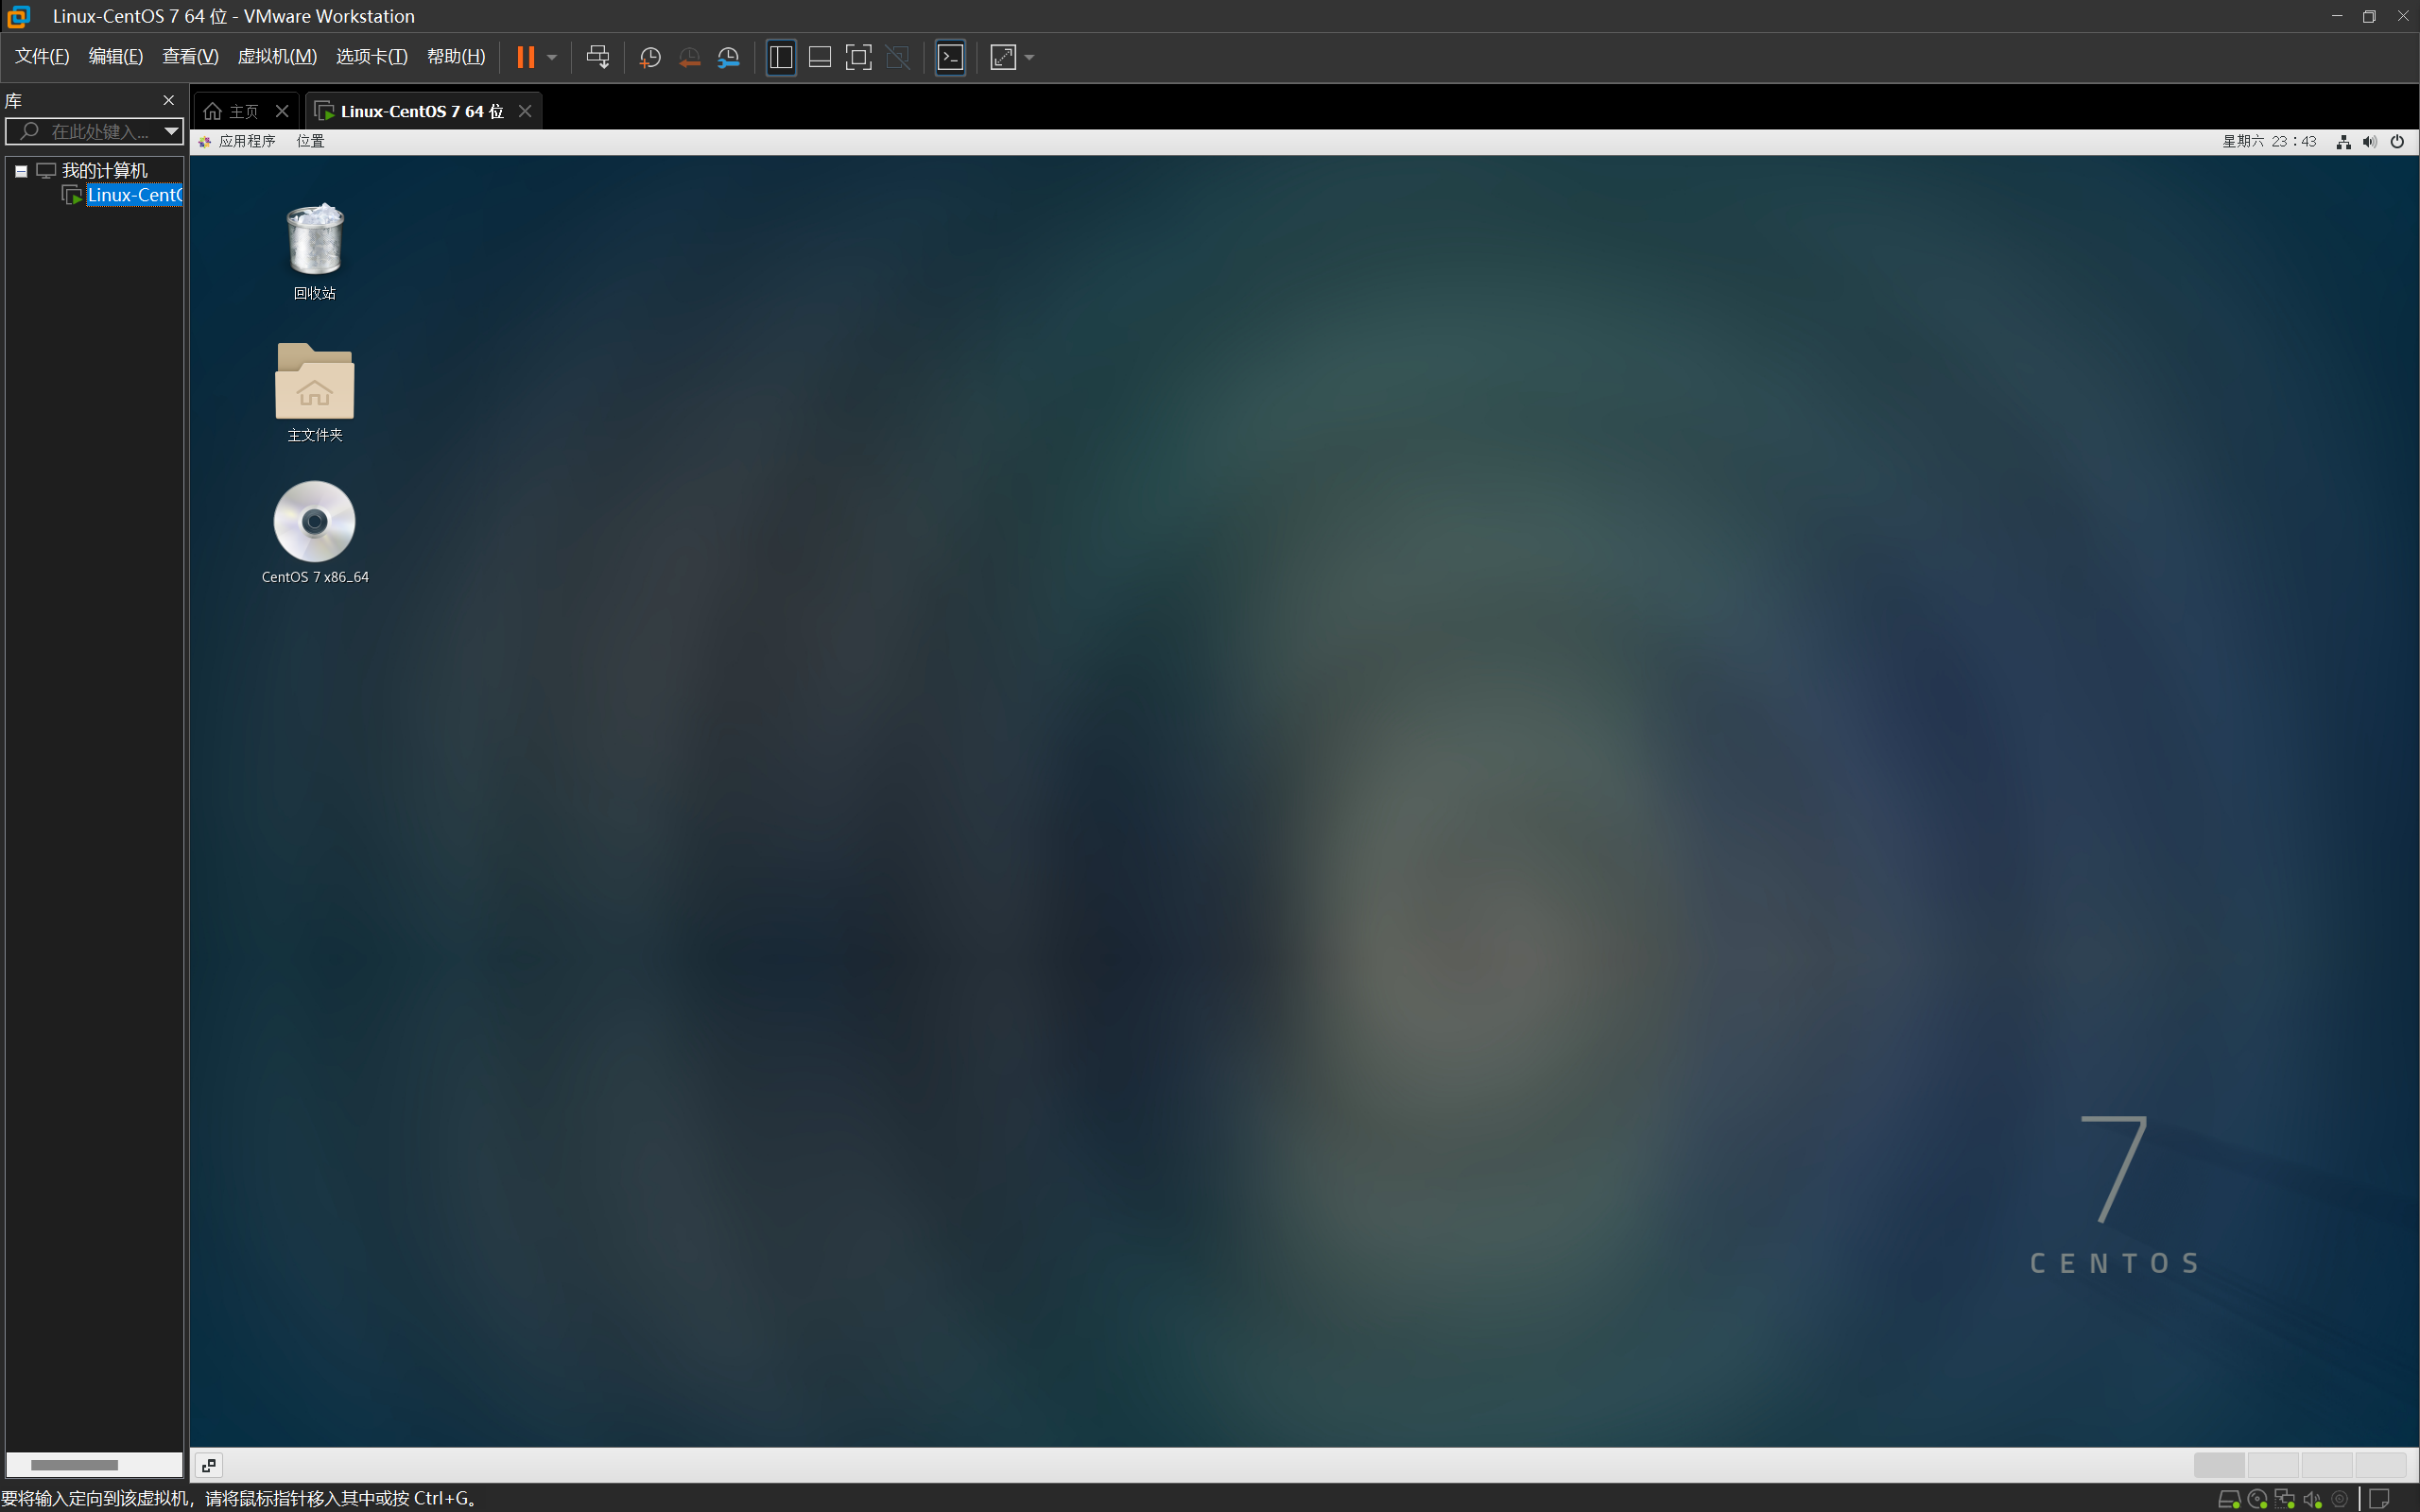 Linux-CentOS 7 64 位 - VMware Workstation
文件(F) 编辑(E) 查看(V) 虚拟机(M) 选项卡(T) 帮助(H)
库
在此处键入...
我的计算机
Linux-CentO
主页
Linux-CentOS 7 64 位
应用程序 位置
星期六 23:43
回收站
主文件夹
CentOS 7 x86_64
7
CENTOS
要将输入定向到该虚拟机，请将鼠标指针移入其中或按 Ctrl+G。